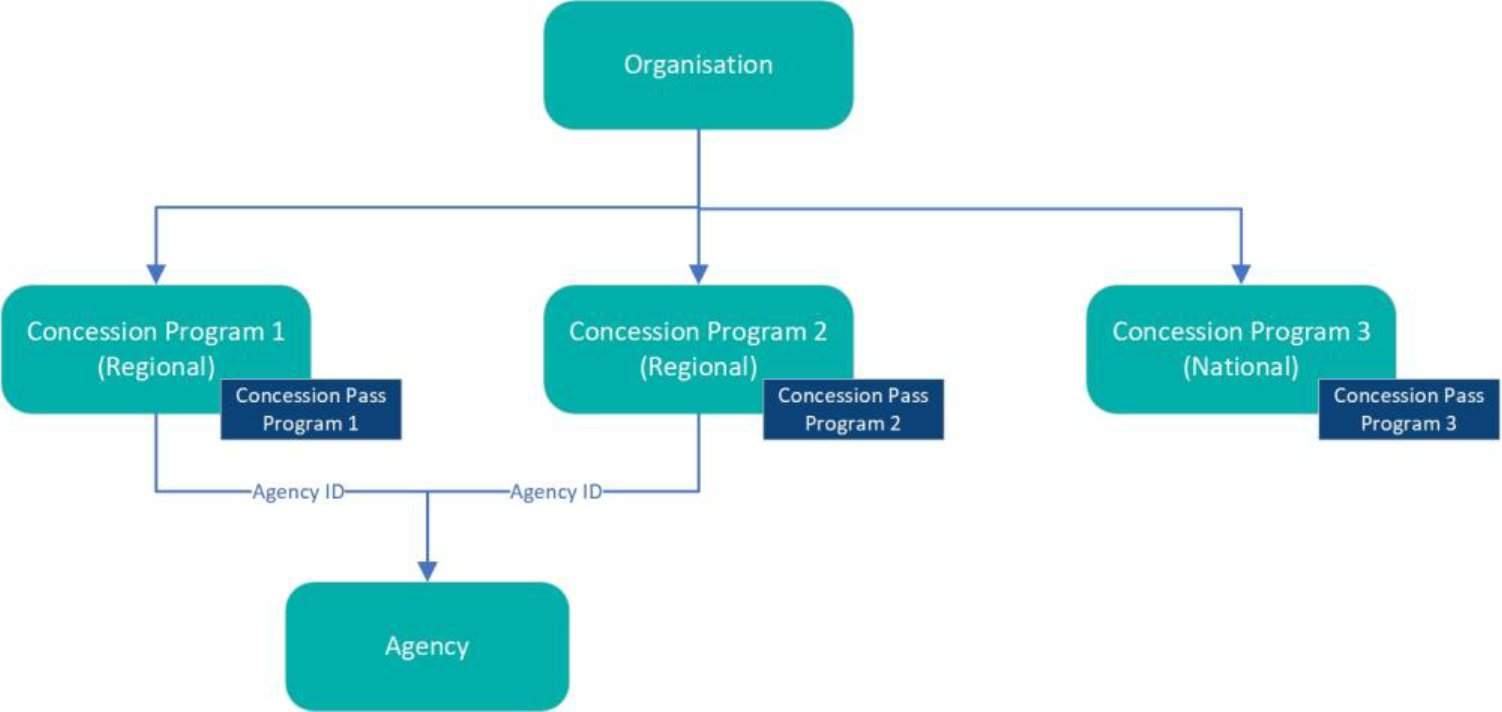 Organisation
Concession Program 1
(Regional)
Concession Pass
Program 1
Concession Program 2
(Regional)
Concession Pass
Program 2
Concession Program 3
(National)
Concession Pass
Program 3
Agency ID
Agency ID
Agency